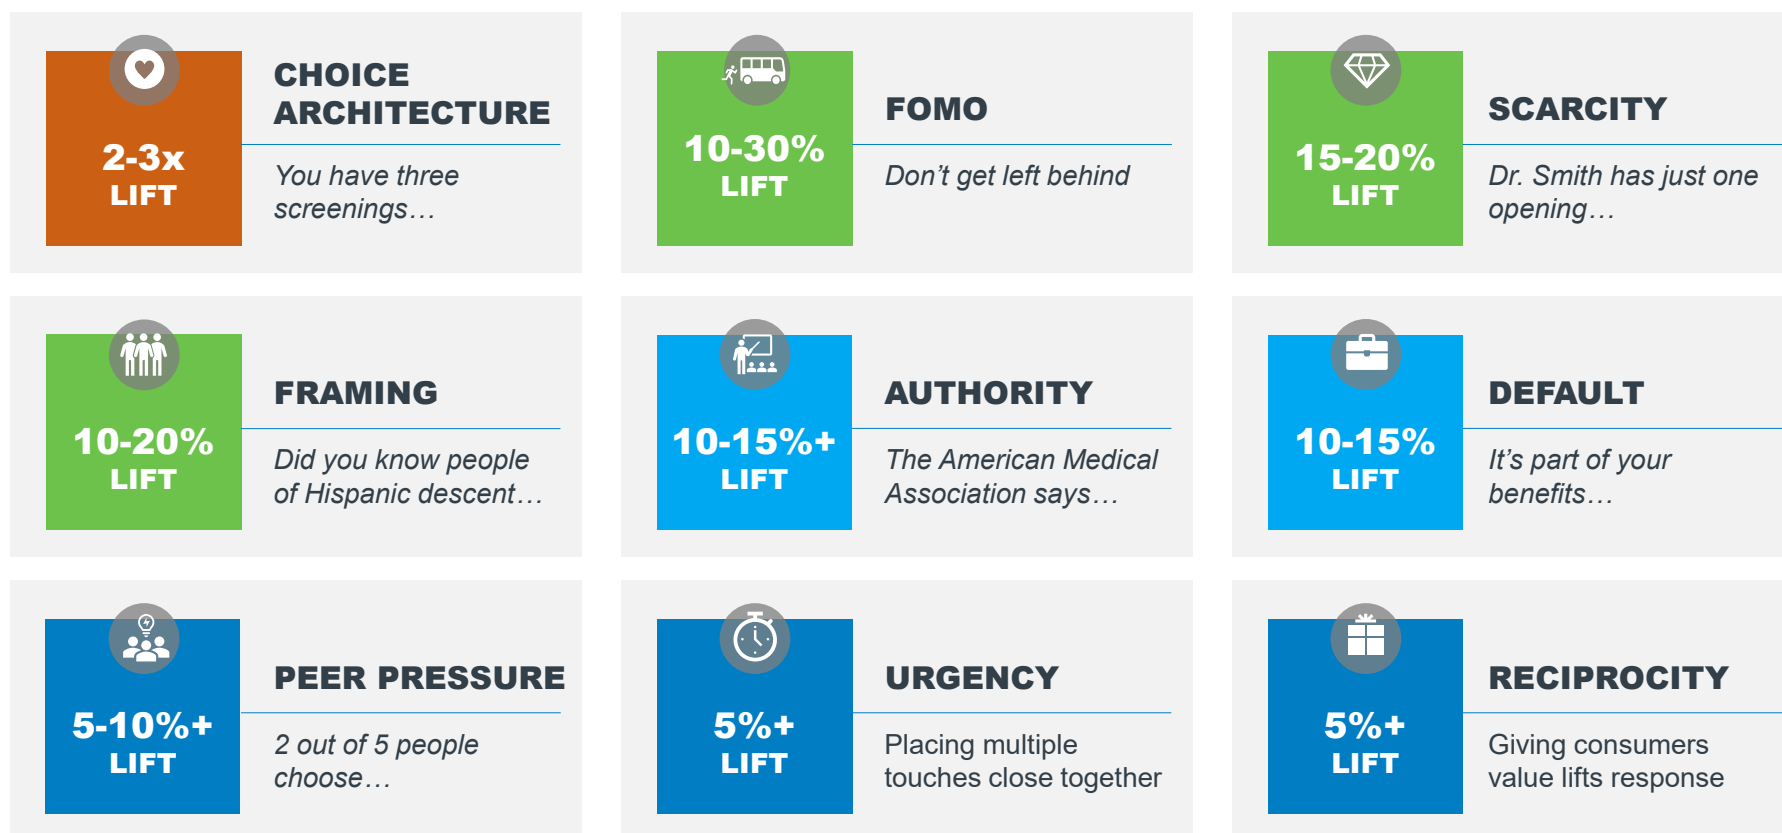 2-3x
LIFT
CHOICE
ARCHITECTURE
You have three
screenings…
10-30%
LIFT
FOMO
Don’t get left behind
15-20%
LIFT
SCARCITY
Dr. Smith has just one
opening…
10-20%
LIFT
FRAMING
Did you know people
of Hispanic descent…
10-15%+
LIFT
AUTHORITY
The American Medical
Association says…
10-15%
LIFT
DEFAULT
It’s part of your
benefits…
5-10%+
LIFT
PEER PRESSURE
2 out of 5 people
choose…
5%+
LIFT
URGENCY
Placing multiple
touches close together
5%+
LIFT
RECIPROCITY
Giving consumers
value lifts response